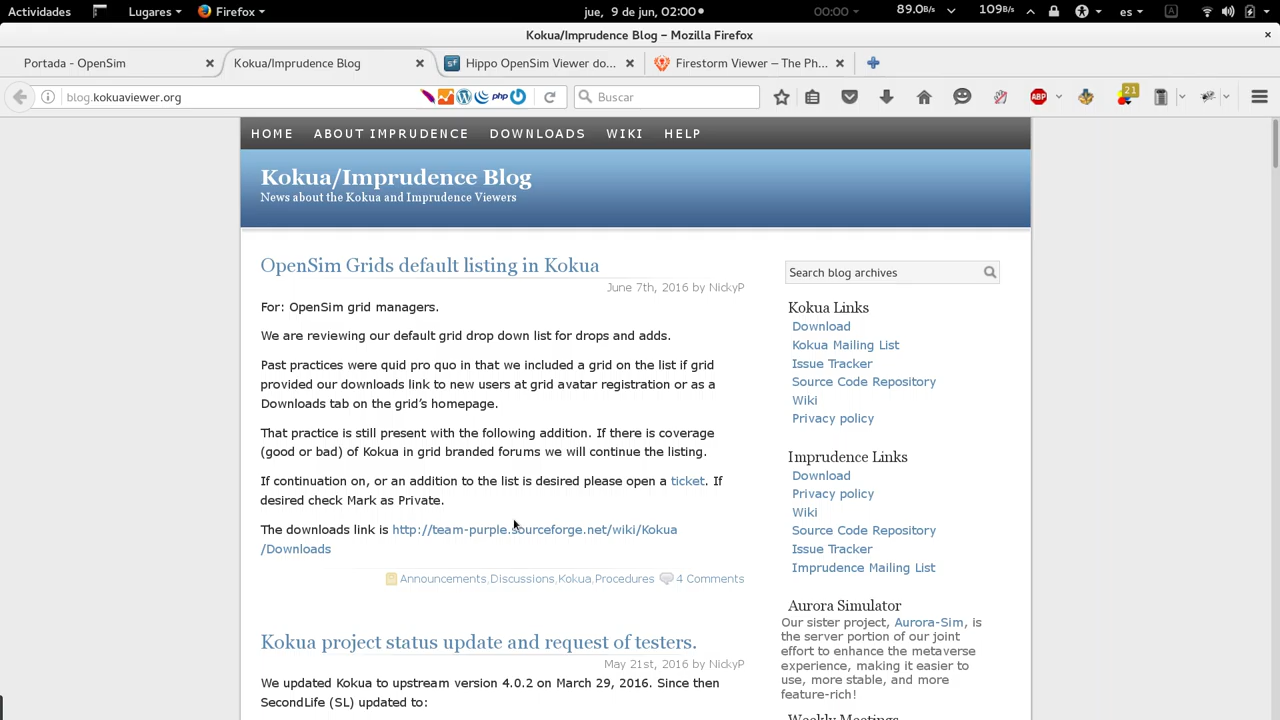 Actividades
Lugares
Firefox
jue, 9 de jun, 02:00
00:00
89.0B/s
109B/s
es
A
Kokua/Imprudence Blog – Mozilla Firefox
×
Portada - OpenSim
Kokua/Imprudence Blog
Hippo OpenSim Viewer do...
Firestorm Viewer — The Ph...
blog.kokuaviewer.org
php
Buscar
ABP
21
HOME
ABOUT IMPRUDENCE
DOWNLOADS
WIKI
HELP
Kokua/Imprudence Blog
News about the Kokua and Imprudence Viewers
OpenSim Grids default listing in Kokua
June 7th, 2016 by NickyP
For: OpenSim grid managers.
We are reviewing our default grid drop down list for drops and adds.
Past practices were quid pro quo in that we included a grid on the list if grid
provided our downloads link to new users at grid avatar registration or as a
Downloads tab on the grid's homepage.
That practice is still present with the following addition. If there is coverage
(good or bad) of Kokua in grid branded forums we will continue the listing.
If continuation on, or an addition to the list is desired please open a ticket. If
desired check Mark as Private.
The downloads link is http://team-purple.sourceforge.net/wiki/Kokua
/Downloads
Announcements,Discussions,Kokua,Procedures 4 Comments
Kokua project status update and request of testers.
May 21st, 2016 by NickyP
We updated Kokua to upstream version 4.0.2 on March 29, 2016. Since then
SecondLife (SL) updated to:
Search blog archives
Kokua Links
Download
Kokua Mailing List
Issue Tracker
Source Code Repository
Wiki
Privacy policy
Imprudence Links
Download
Privacy policy
Wiki
Source Code Repository
Issue Tracker
Imprudence Mailing List
Aurora Simulator
Our sister project, Aurora-Sim, is
the server portion of our joint
effort to enhance the metaverse
experience, making it easier to
use, more stable, and more
feature-rich!
Weekly Meetings